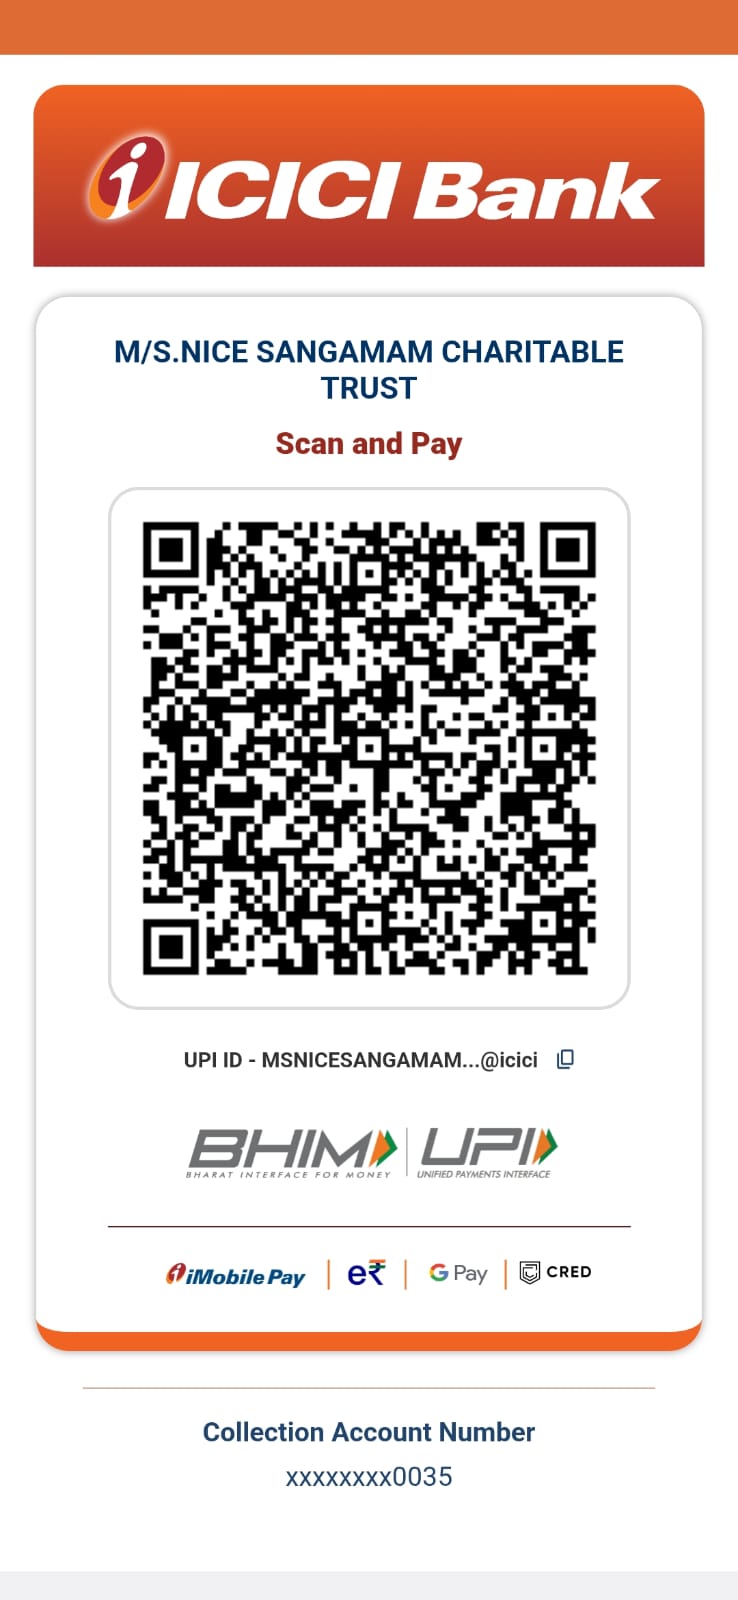 ICICI Bank
M/S.NICE SANGAMAM CHARITABLE
TRUST
Scan and Pay
UPI ID - MSNICESANGAMAM...@icici
BHIM UPI
BHARAT INTERFACE FOR MONEY UNIFIED PAYMENTS INTERFACE
iMobile Pay | e₹ | G Pay | CRED
Collection Account Number
xxxxxxxx0035